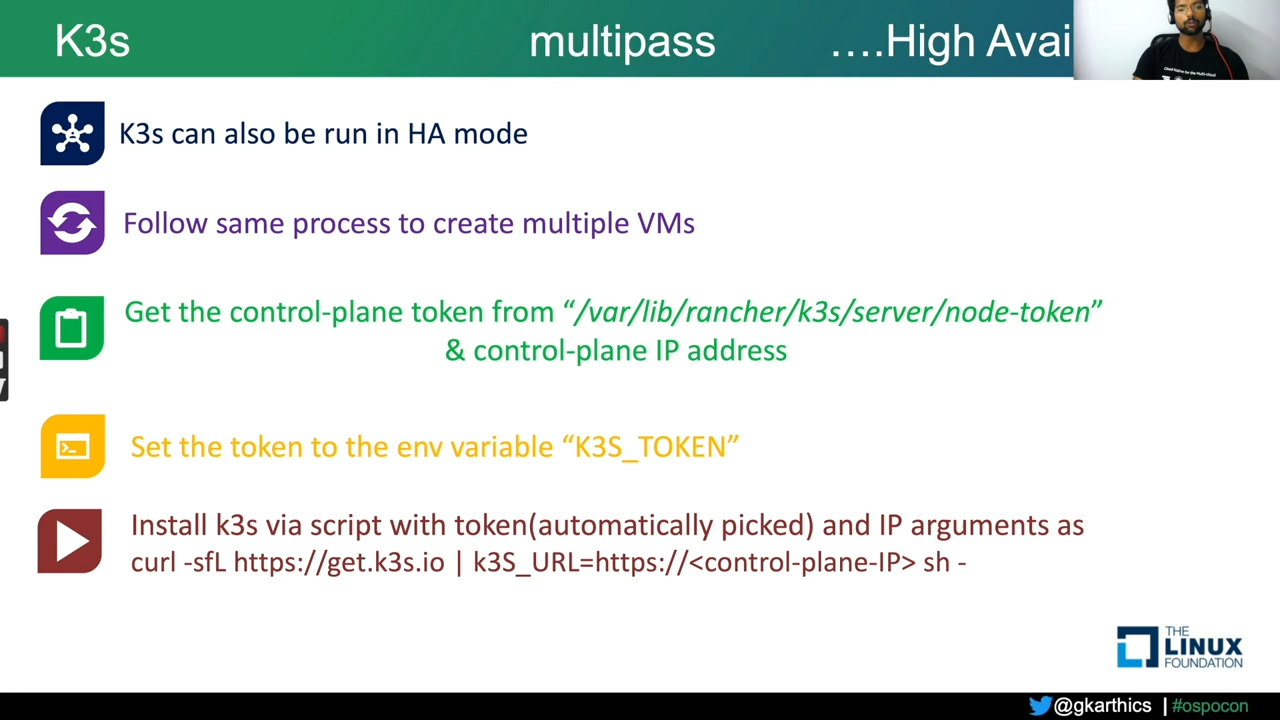 K3s
multipass
….High Avai
K3s can also be run in HA mode
Follow same process to create multiple VMs
Get the control-plane token from “/var/lib/rancher/k3s/server/node-token”
& control-plane IP address
Set the token to the env variable “K3S_TOKEN”
Install k3s via script with token(automatically picked) and IP arguments as
curl -sfL https://get.k3s.io | k3S_URL=https://<control-plane-IP> sh -
THE
LINUX
FOUNDATION
@gkarthics | #ospocon